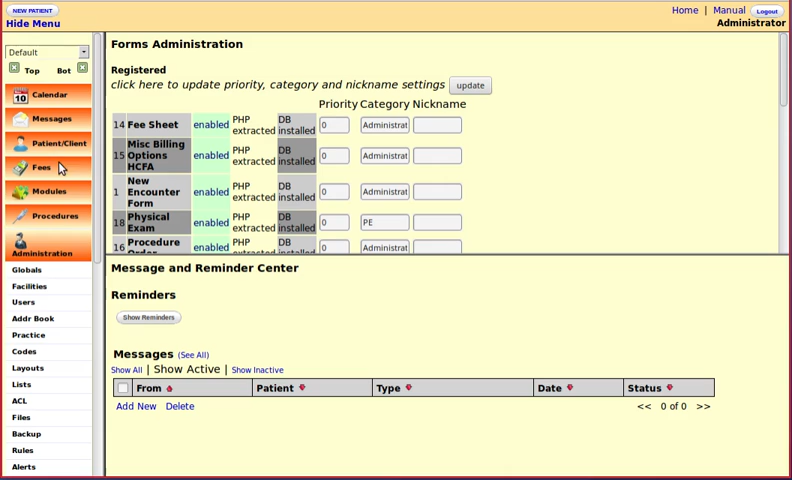 NEW PATIENT
Hide Menu
Home | Manual Logout
Administrator
Default
Top Bot
10
Calendar
Messages
Patient/Client
Fees
Modules
Procedures
Administration
Globals
Facilities
Users
Addr Book
Practice
Codes
Layouts
Lists
ACL
Files
Backup
Rules
Alerts
Forms Administration
Registered
click here to update priority, category and nickname settings update
Priority Category Nickname
14 Fee Sheet enabled PHP extracted DB installed 0 Administrat
15 Misc Billing Options HCFA enabled PHP extracted DB installed 0 Administrat
1 New Encounter Form enabled PHP extracted DB installed 0 Administrat
18 Physical Exam enabled PHP extracted DB installed 0 PE
16 Procedure Order enabled PHP extracted DB installed 0 Administrat
Message and Reminder Center
Reminders
Show Reminders
Messages (See All)
Show All | Show Active | Show Inactive
From Patient Type Date Status
Add New Delete << 0 of 0 >>